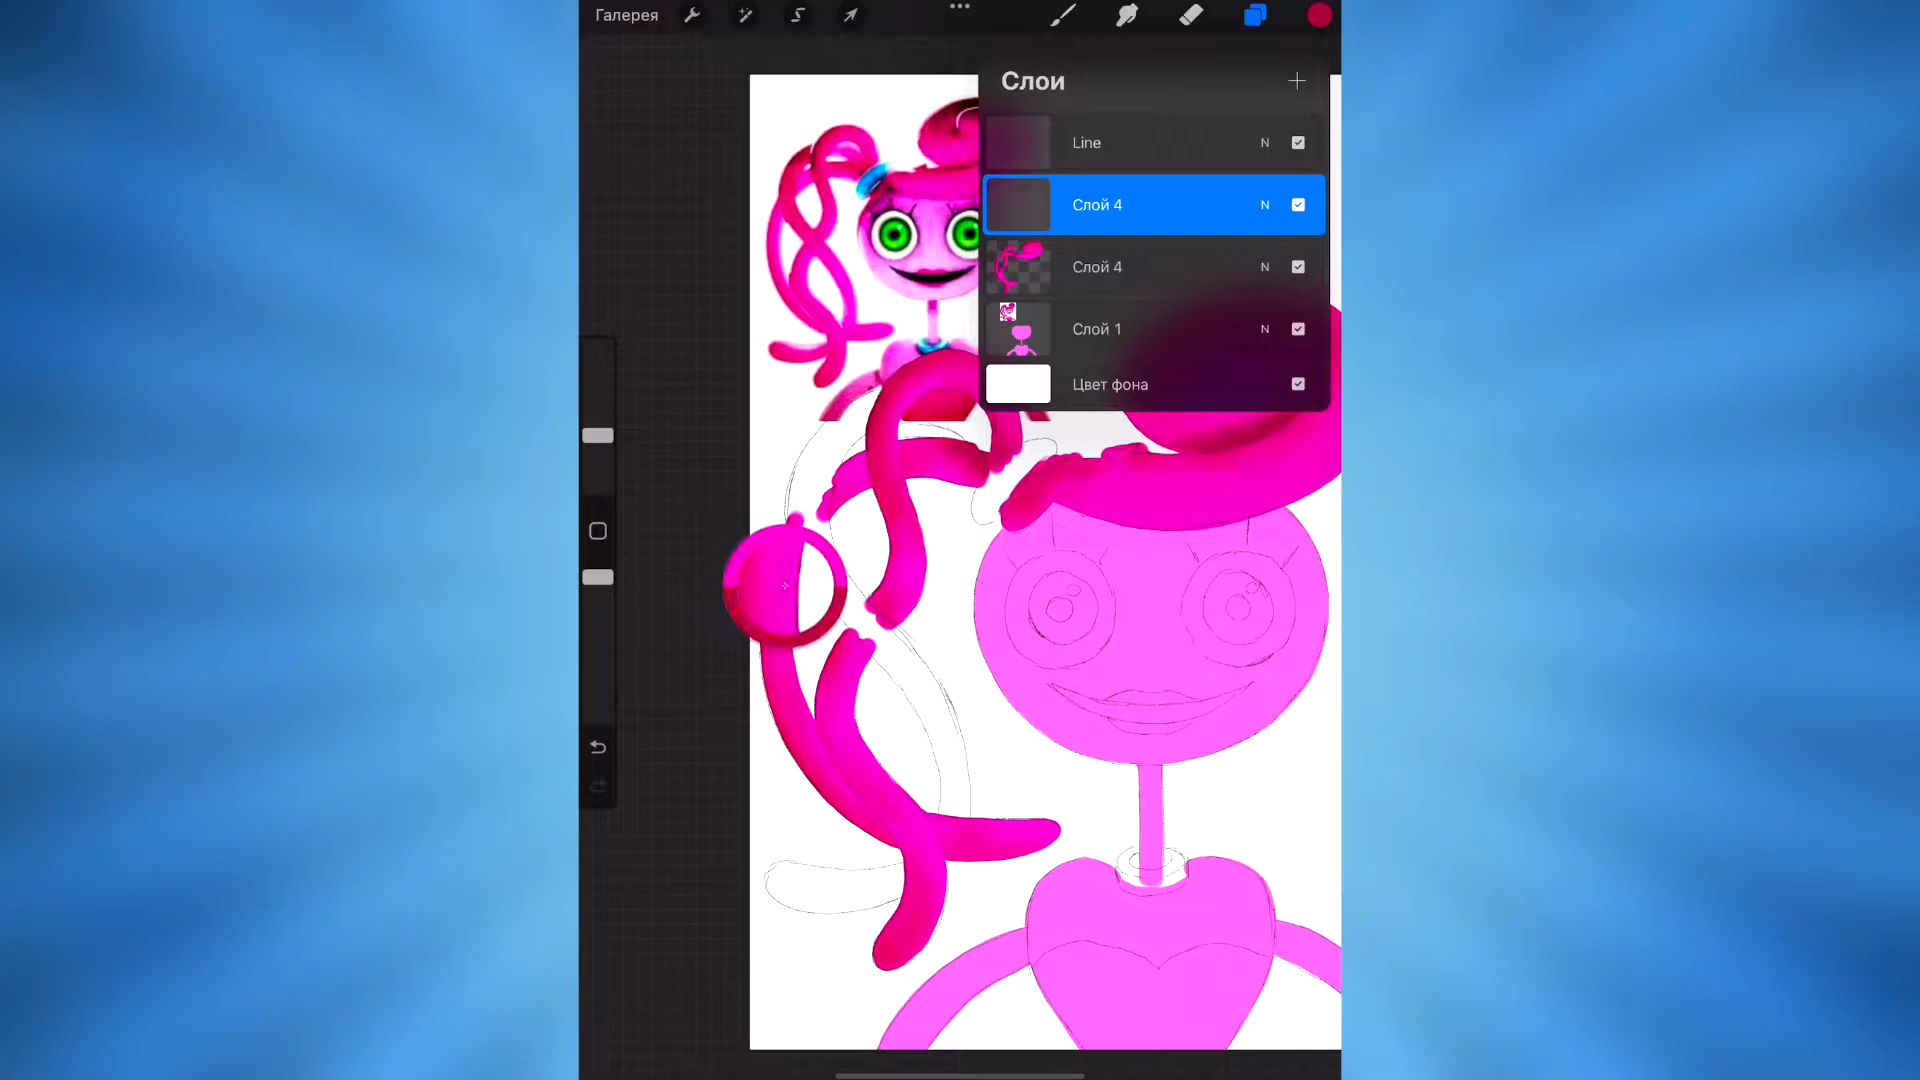 Галерея
Слои
Line N
Слой 4 N
Слой 4 N
Слой 1 N
Цвет фона